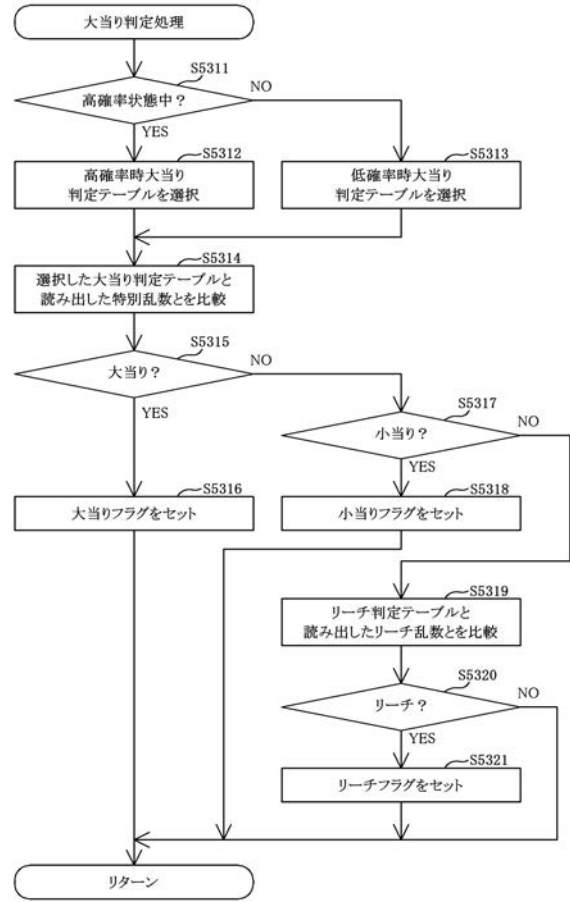 大当り判定処理
S5311
高確率状態中？
NO
YES
S5312
高確率時大当り
判定テーブルを選択
S5313
低確率時大当り
判定テーブルを選択
S5314
選択した大当り判定テーブルと
読み出した特別乱数とを比較
S5315
大当り？
NO
YES
S5317
小当り？
NO
YES
S5316
大当りフラグをセット
S5318
小当りフラグをセット
S5319
リーチ判定テーブルと
読み出したリーチ乱数とを比較
S5320
リーチ？
NO
YES
S5321
リーチフラグをセット
リターン